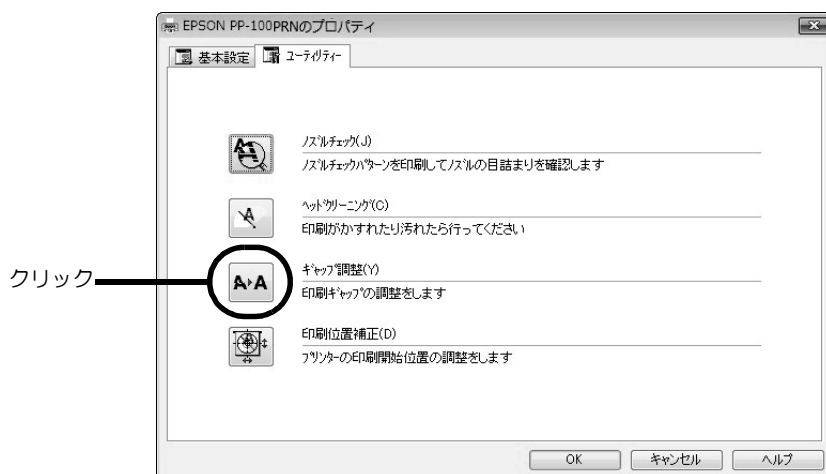 EPSON PP-100PRNのプロパティ
基本設定 ユーティリティー
ノズルチェック(J)
ノズルチェックパターンを印刷してノズルの目詰まりを確認します
ヘッドクリーニング(C)
印刷がかすれたり汚れたら行ってください
クリック
ギャップ調整(Y)
印刷ギャップの調整をします
印刷位置補正(D)
プリンターの印刷開始位置の調整をします
OK キャンセル ヘルプ